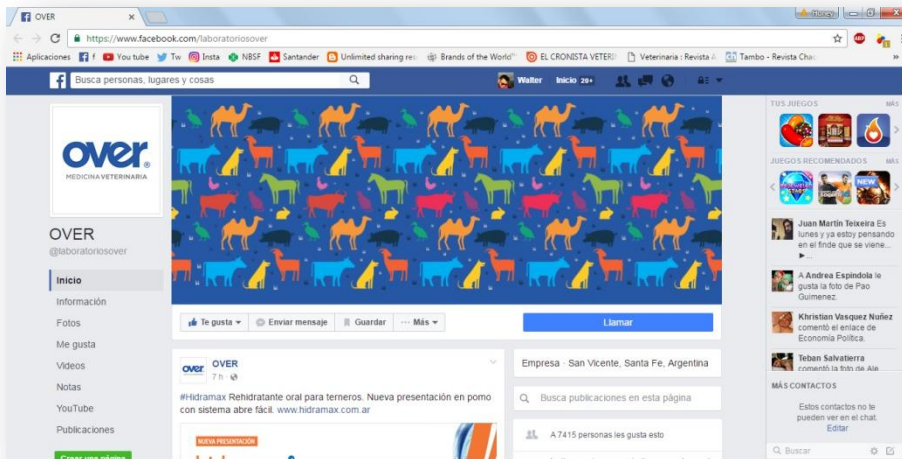 OVER
https://www.facebook.com/laboratoriosover
Aplicaciones
f
You tube
Tw
Insta
NBSF
Santander
Unlimited sharing res
Brands of the World
EL CRONISTA VETERI
Veterinaria : Revista A
Tambo - Revista Chac
»
Busca personas, lugares y cosas
Walter
Inicio 20+
over
MEDICINA VETERINARIA
OVER
@laboratoriosover
Inicio
Información
Fotos
Me gusta
Videos
Notas
YouTube
Publicaciones
Crear una página
Te gusta
Enviar mensaje
Guardar
··· Más
Llamar
over
OVER
7 h
#Hidramax Rehidratante oral para terneros. Nueva presentación en pomo
con sistema abre fácil. www.hidramax.com.ar
NUEVA PRESENTACIÓN
Empresa · San Vicente, Santa Fe, Argentina
Busca publicaciones en esta página
A 7415 personas les gusta esto
TUS JUEGOS
MÁS
JUEGOS RECOMENDADOS
MÁS
NEW
Juan Martín Teixeira Es
lunes y ya estoy pensando
en el finde que se viene...
►...
A Andrea Espindola le
gusta la foto de Pao
Guimenez.
Khristian Vasquez Nuñez
comentó el enlace de
Economía Política.
Teban Salvatierra
comentó la foto de Ale
MÁS CONTACTOS
Estos contactos no te
pueden ver en el chat.
Editar
Buscar